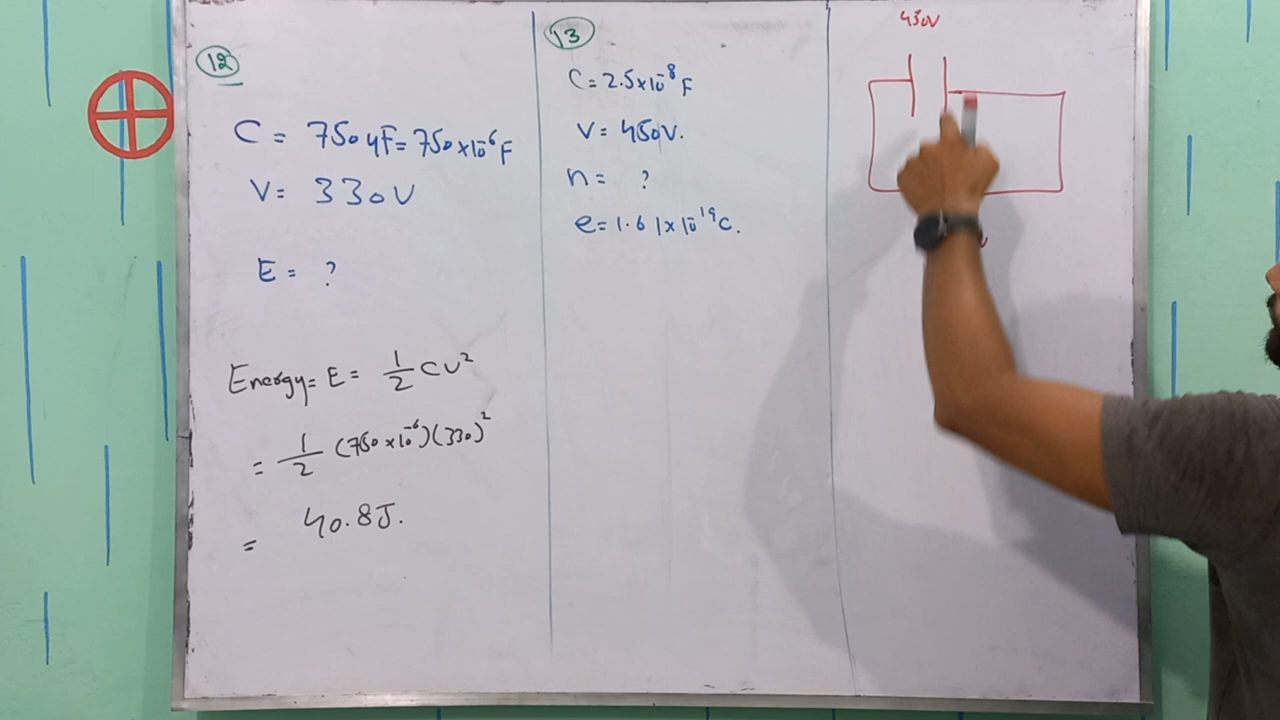 12
C = 750 μF = 750 × 10⁻⁶ F
V = 330 V
E = ?
Energy = E = 1/2 CV²
= 1/2 (750 × 10⁻⁶)(330)²
= 40.8 J.
13
C = 2.5 × 10⁻⁸ F
V = 450 V.
n = ?
e = 1.61 × 10⁻¹⁹ C.
450V